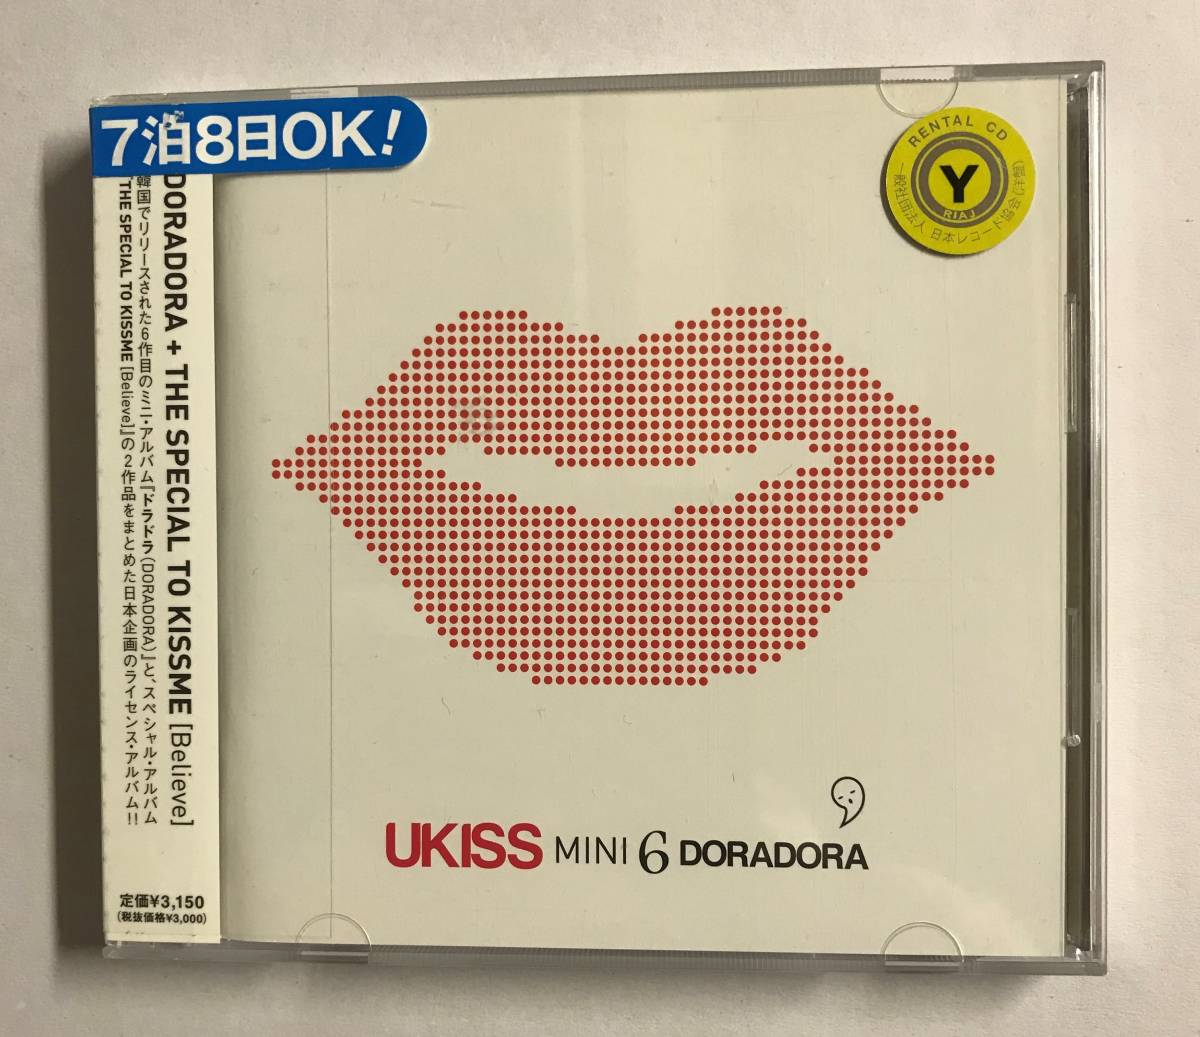 7泊8日OK!
DORADORA + THE SPECIAL TO KISSME [Believe]
韓国でリリースされた6作目のミニ・アルバム『ドラドラ(DORADORA)』と、スペシャル・アルバム
『THE SPECIAL TO KISSME [Believe]』の2作品をまとめた日本企画のライセンス・アルバム!!
定価¥3,150
(税抜価格¥3,000)
RENTAL CD
Y
RIAJ
一般社団法人 日本レコード協会
UKISS MINI 6 DORADORA